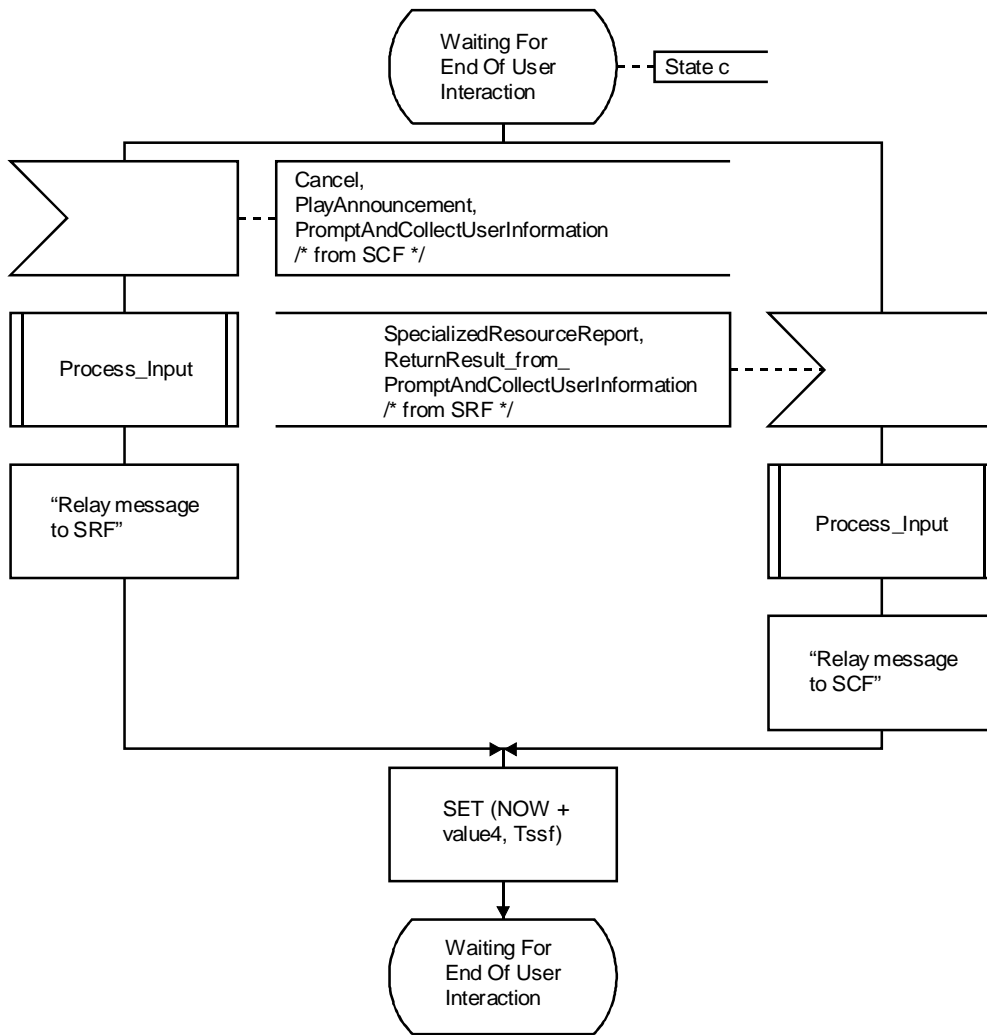 Waiting For
End Of User
Interaction
State c
Cancel,
PlayAnnouncement,
PromptAndCollectUserInformation
/* from SCF */
Process_Input
SpecializedResourceReport,
ReturnResult_from_
PromptAndCollectUserInformation
/* from SRF */
“Relay message
to SRF”
Process_Input
“Relay message
to SCF”
SET (NOW +
value4, Tssf)
Waiting For
End Of User
Interaction